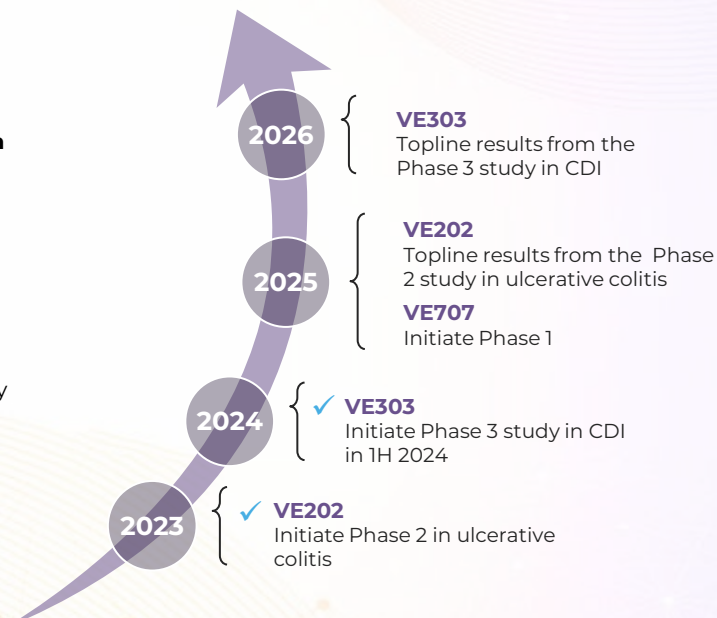 2026
VE303
Topline results from the
Phase 3 study in CDI
2025
VE202
Topline results from the Phase
2 study in ulcerative colitis
VE707
Initiate Phase 1
2024
VE303
Initiate Phase 3 study in CDI
in 1H 2024
2023
VE202
Initiate Phase 2 in ulcerative
colitis